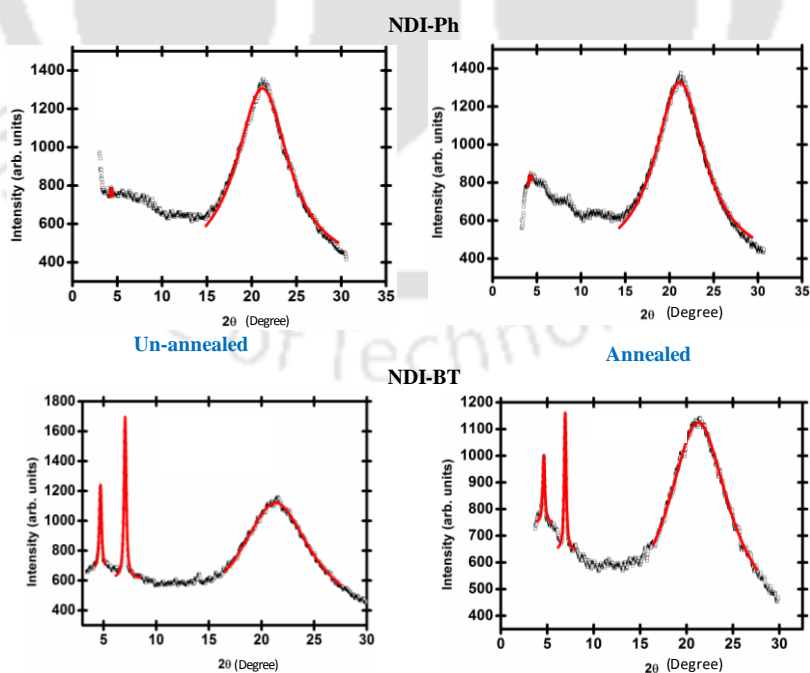 NDI-Ph
1400
1200
1000
800
600
400
Intensity (arb. units)
0 5 10 15 20 25 30 35
2θ (Degree)
1400
1200
1000
800
600
400
Intensity (arb. units)
0 5 10 15 20 25 30 35
2θ (Degree)
Un-annealed
s of Techno
Annealed
NDI-BT
1800
1600
1400
1200
1000
800
600
400
Intensity (arb. units)
5 10 15 20 25 30
2θ (Degree)
1200
1100
1000
900
800
700
600
500
400
Intensity (arb. units)
0 5 10 15 20 25 30
2θ (Degree)